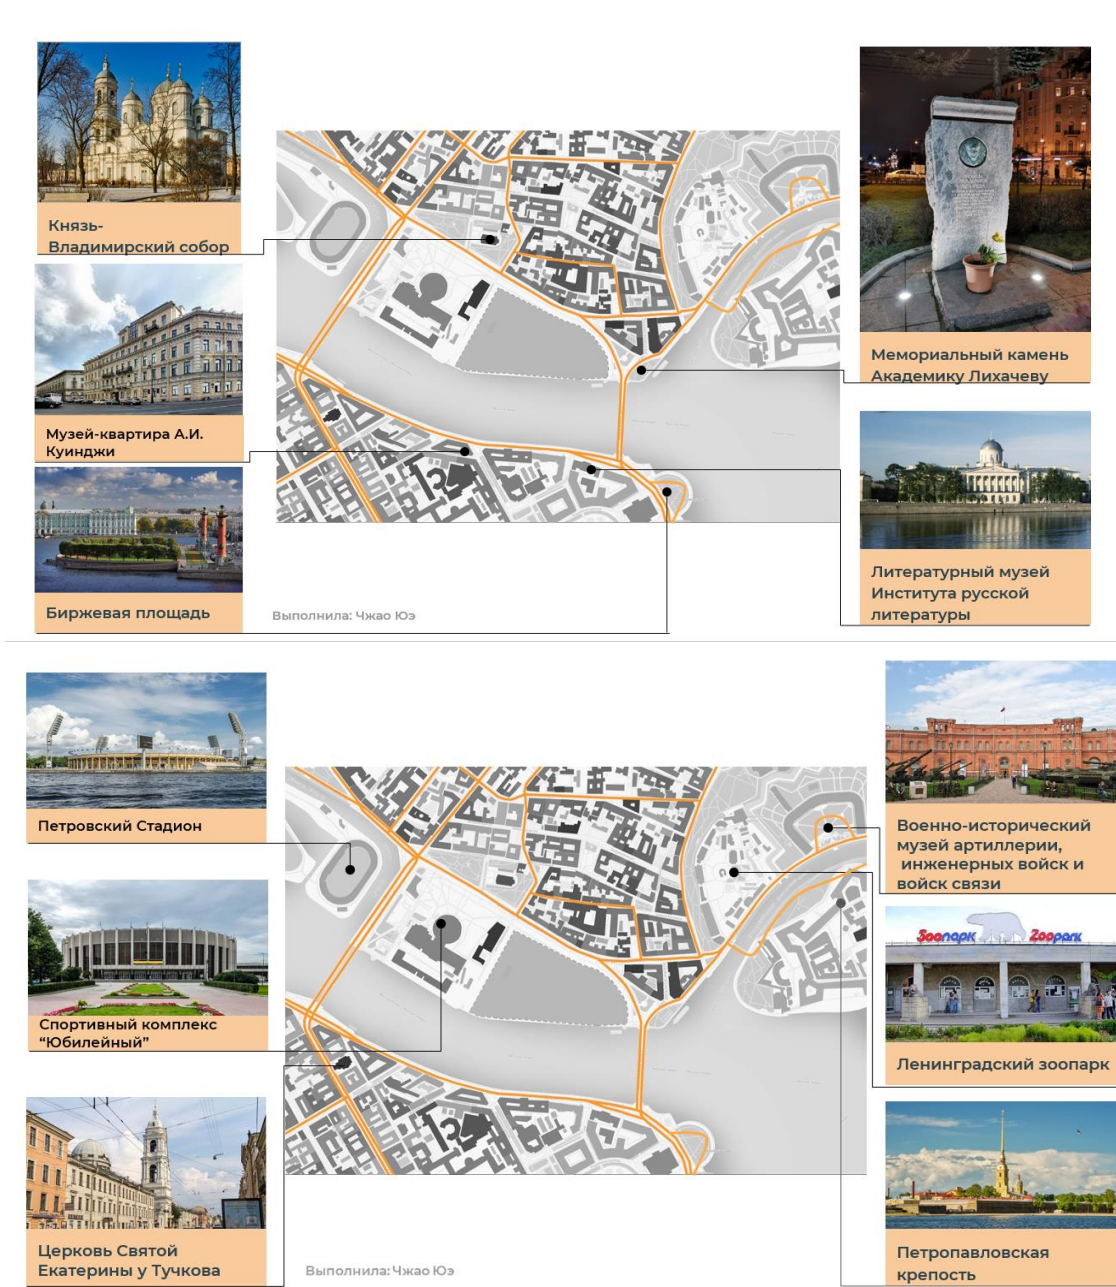 Князь-
Владимирский собор
Музей-квартира А.И.
Куинджи
Биржевая площадь
Выполнила: Чжао Юэ
Мемориальный камень
Академику Лихачеву
Литературный музей
Института русской
литературы
Петровский Стадион
Спортивный комплекс
“Юбилейный”
Церковь Святой
Екатерины у Тучкова
Выполнила: Чжао Юэ
Военно-исторический
музей артиллерии,
инженерных войск и
войск связи
Зоопарк Zoopark
Ленинградский зоопарк
Петропавловская
крепость